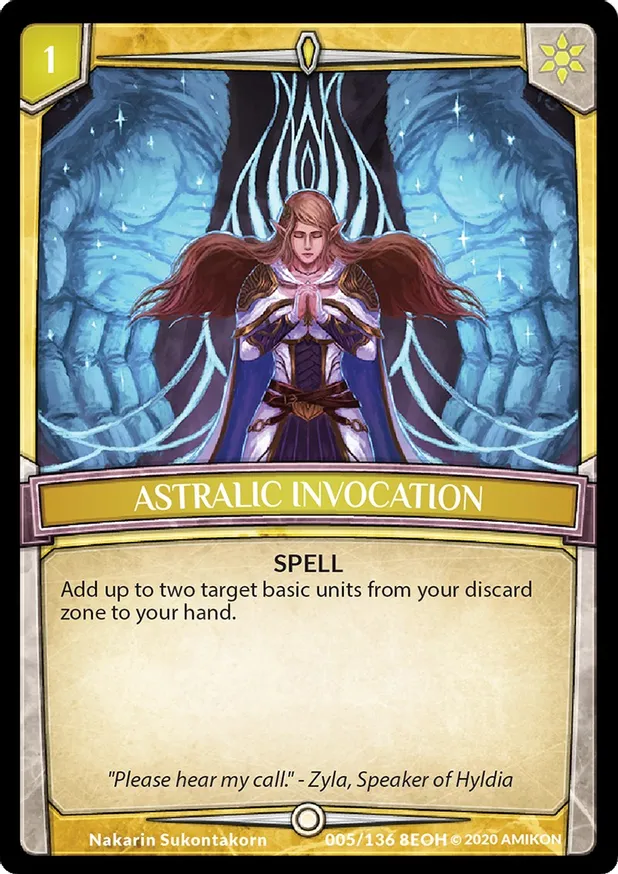 1
ASTRALIC INVOCATION
SPELL
Add up to two target basic units from your discard
zone to your hand.
"Please hear my call." - Zyla, Speaker of Hyldia
Nakarin Sukontakorn 005/136 8EOH © 2020 AMIKON